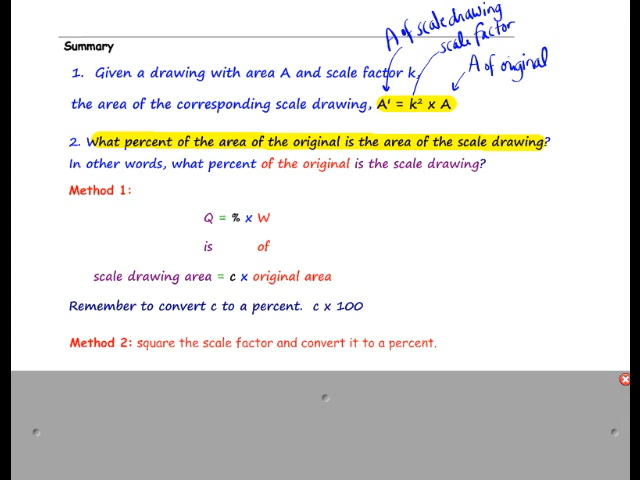 A of scale drawing
scale factor
Summary
A of original
1. Given a drawing with area A and scale factor k,
the area of the corresponding scale drawing, A' = k² x A
2. What percent of the area of the original is the area of the scale drawing?
In other words, what percent of the original is the scale drawing?
Method 1:
Q = % x W
is of
scale drawing area = c x original area
Remember to convert c to a percent. c x 100
Method 2: square the scale factor and convert it to a percent.